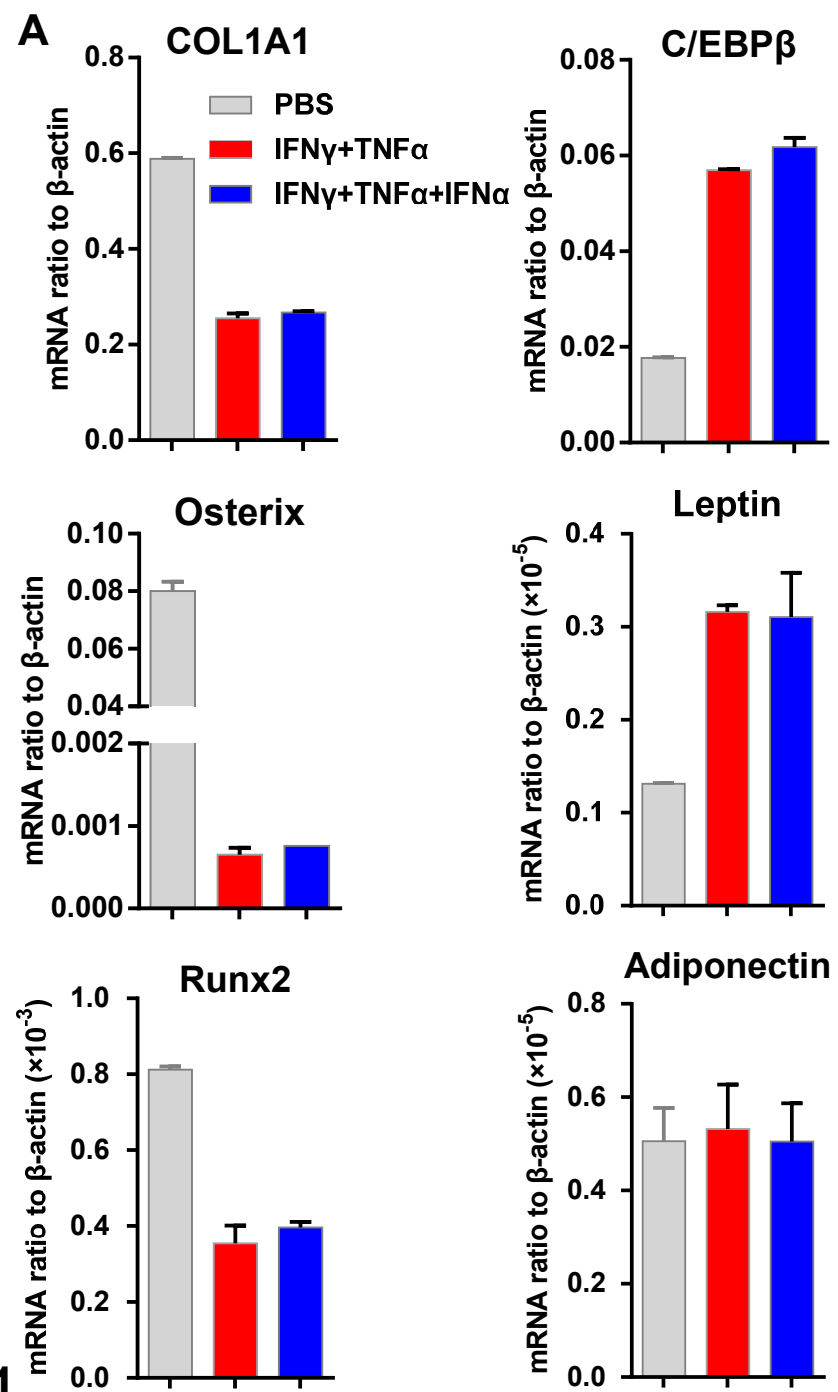 A
COL1A1
mRNA ratio to β-actin
0.8
0.6
0.4
0.2
0.0
PBS
IFNγ+TNFα
IFNγ+TNFα+IFNα
C/EBPβ
mRNA ratio to β-actin
0.08
0.06
0.04
0.02
0.00
Osterix
mRNA ratio to β-actin
0.10
0.08
0.06
0.04
0.002
0.001
0.000
Leptin
mRNA ratio to β-actin (×10⁻⁵)
0.4
0.3
0.2
0.1
0.0
Runx2
mRNA ratio to β-actin (×10⁻³)
1.0
0.8
0.6
0.4
0.2
0.0
Adiponectin
mRNA ratio to β-actin (×10⁻⁵)
0.8
0.6
0.4
0.2
0.0